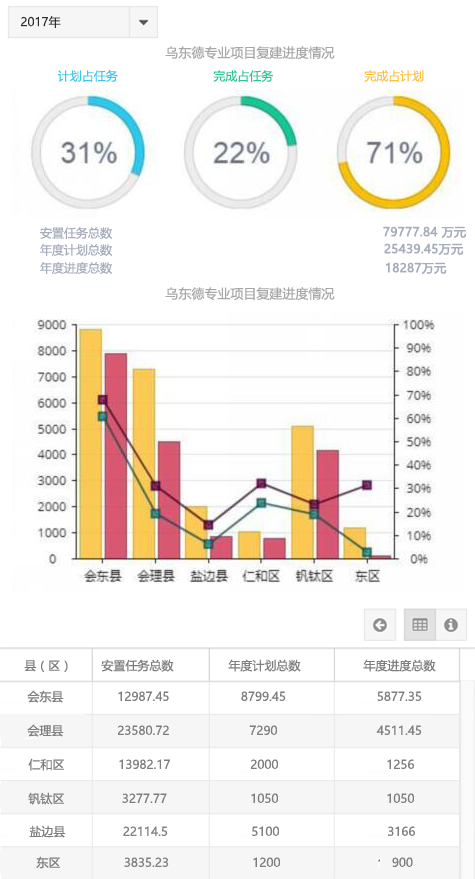 2017年
乌东德专业项目复建进度情况
计划占任务 完成占任务 完成占计划
31% 22% 71%
安置任务总数 79777.84 万元
年度计划总数 25439.45万元
年度进度总数 18287万元
乌东德专业项目复建进度情况
9000 100%
8000 90%
7000 80%
6000 70%
5000 60%
4000 50%
3000 40%
2000 30%
1000 20%
0 10%
0%
会东县 会理县 盐边县 仁和区 钒钛区 东区
县（区） 安置任务总数 年度计划总数 年度进度总数
会东县 12987.45 8799.45 5877.35
会理县 23580.72 7290 4511.45
仁和区 13982.17 2000 1256
钒钛区 3277.77 1050 1050
盐边县 22114.5 5100 3166
东区 3835.23 1200 900